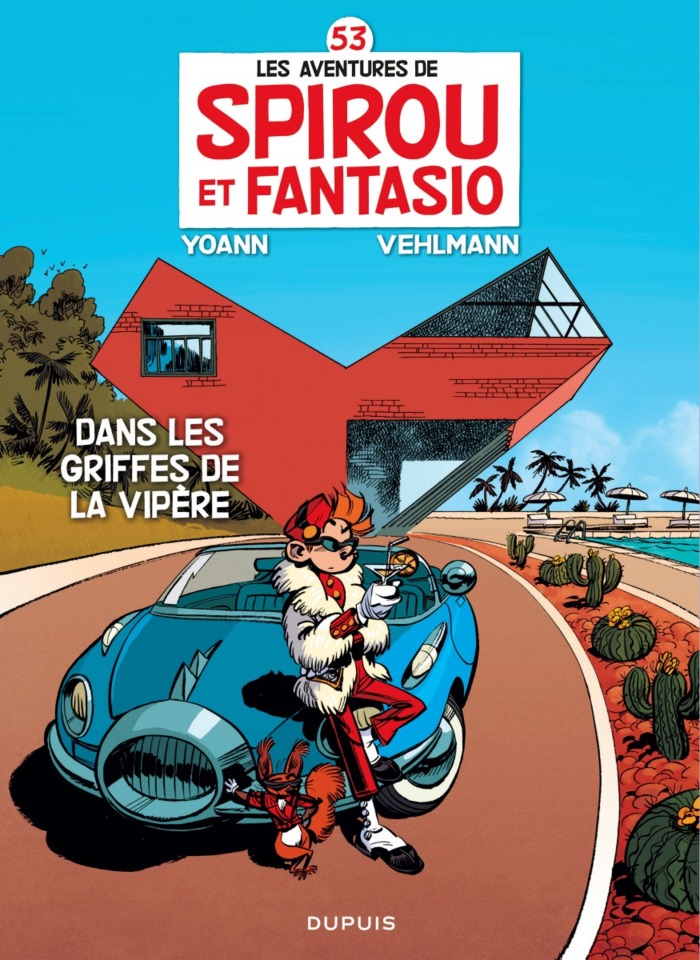 53
LES AVENTURES DE
SPIROU
ET FANTASIO
YOANN VEHLMANN
DANS LES
GRIFFES DE
LA VIPÈRE
DUPUIS